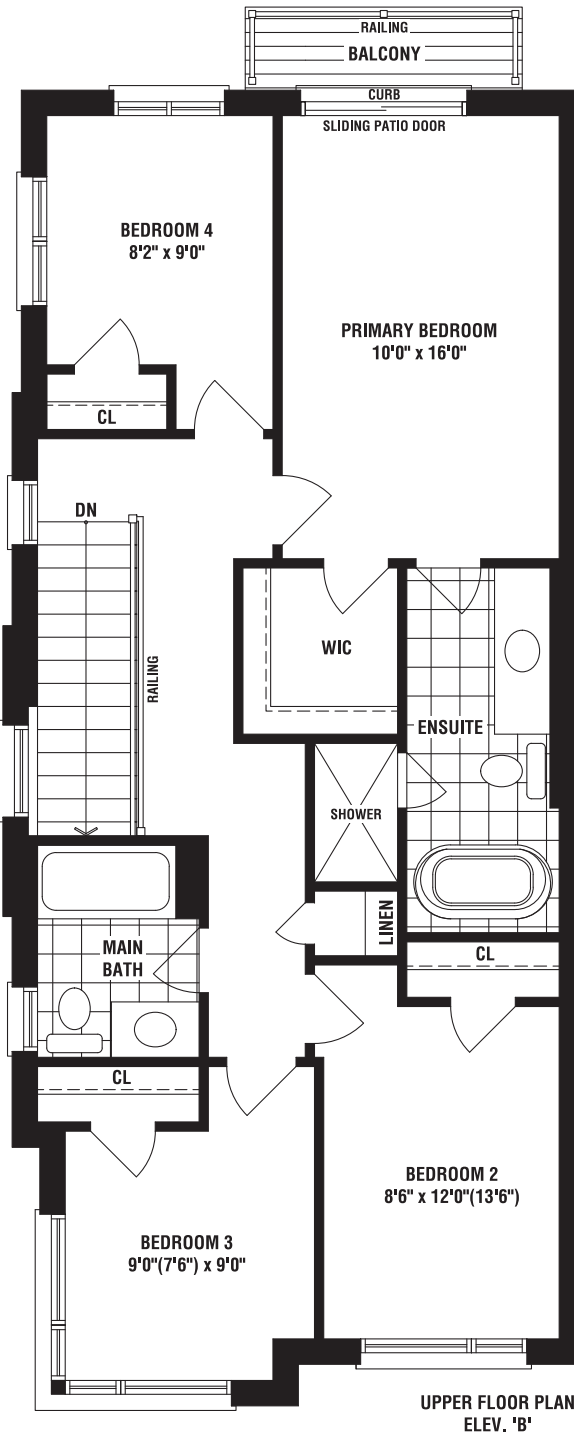 RAILING
BALCONY
CURB
SLIDING PATIO DOOR
BEDROOM 4
8'2" x 9'0"
PRIMARY BEDROOM
10'0" x 16'0"
CL
DN
RAILING
WIC
ENSUITE
SHOWER
LINEN
MAIN
BATH
CL
CL
BEDROOM 2
8'6" x 12'0"(13'6")
BEDROOM 3
9'0"(7'6") x 9'0"
UPPER FLOOR PLAN
ELEV. 'B'